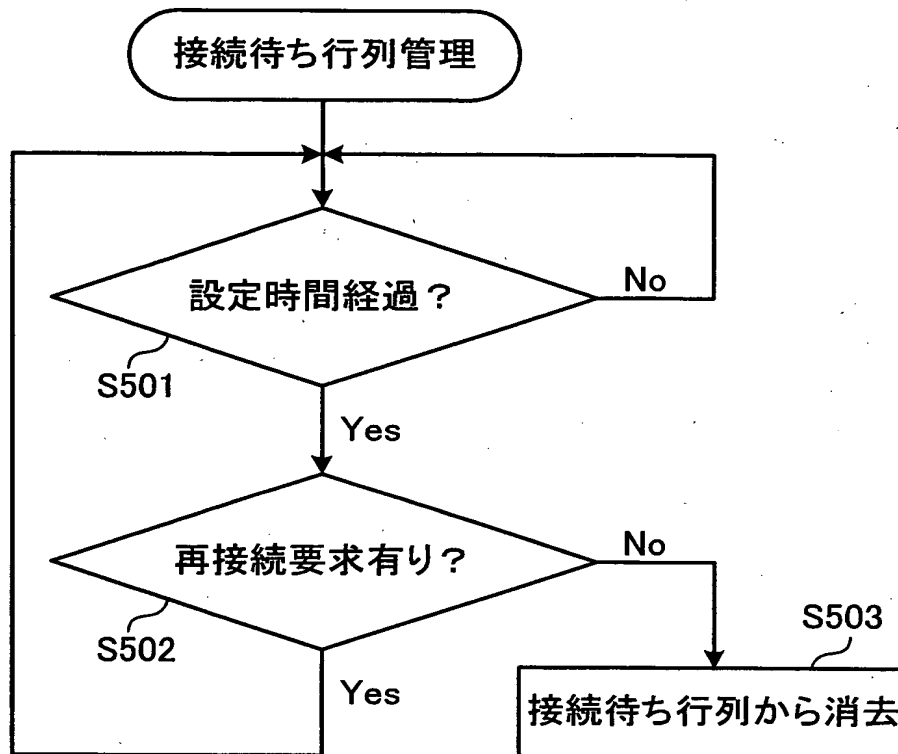 接続待ち行列管理
設定時間経過？
No
S501
Yes
再接続要求有り？
No
S502
S503
Yes
接続待ち行列から消去